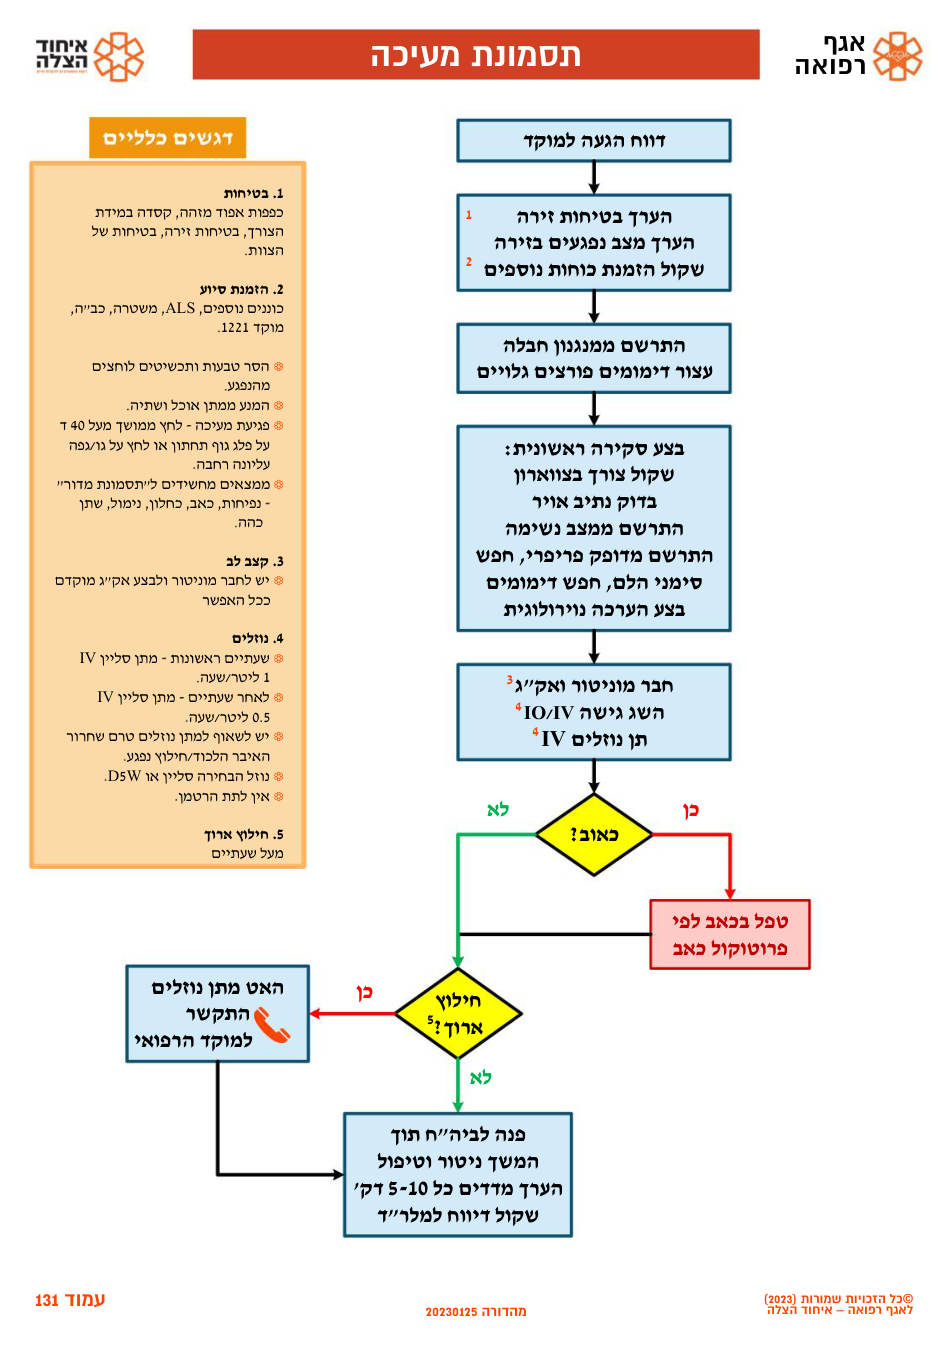 אגף
רפואה
תסמונת מעיכה
איחוד
הצלה
דווח הגעה למוקד
הערך בטיחות זירה 1
הערך מצב נפגעים בזירה
שקול הזמנת כוחות נוספים 2
התרשם ממנגנון חבלה
עצור דימומים פורצים גלויים
בצע סקירה ראשונית:
שקול צורך בצווארון
בדוק נתיב אויר
התרשם ממצב נשימה
התרשם מדופק פריפרי, חפש
סימני הלם, חפש דימומים
בצע הערכה נוירולוגית
חבר מוניטור ואק״ג 3
השג גישה IO/IV 4
תן נוזלים IV 4
כאוב?
כן
לא
טפל בכאב לפי
פרוטוקול כאב
חילוץ
ארוך? 5
כן
לא
האט מתן נוזלים
התקשר
למוקד הרפואי
פנה לביה״ח תוך
המשך ניטור וטיפול
הערך מדדים כל 5-10 דק׳
שקול דיווח למלר״ד
דגשים כלליים
1. בטיחות
כפפות אפוד מזהה, קסדה במידת
הצורך, בטיחות זירה, בטיחות של
הצוות.
2. הזמנת סיוע
כוננים נוספים, ALS, משטרה, כב״ה,
מוקד 1221.
הסר טבעות ותכשיטים לוחצים
מהנפגע.
המנע ממתן אוכל ושתיה.
פגיעת מעיכה - לחץ ממושך מעל 40 ד
על פלג גוף תחתון או לחץ על גו/גפה
עליונה רחבה.
ממצאים מחשידים ל״תסמונת מדור״
- נפיחות, כאב, כחלון, נימול, שתן
כהה.
3. קצב לב
יש לחבר מוניטור ולבצע אק״ג מוקדם
ככל האפשר
4. נוזלים
שעתיים ראשונות - מתן סליין IV
1 ליטר/שעה.
לאחר שעתיים - מתן סליין IV
0.5 ליטר/שעה.
יש לשאוף למתן נוזלים טרם שחרור
האיבר הלכוד/חילוץ נפגע.
נוזל הבחירה סליין או D5W.
אין לתת הרטמן.
5. חילוץ ארוך
מעל שעתיים
©כל הזכויות שמורות (2023)
לאגף רפואה – איחוד הצלה
מהדורה 20230125
עמוד 131